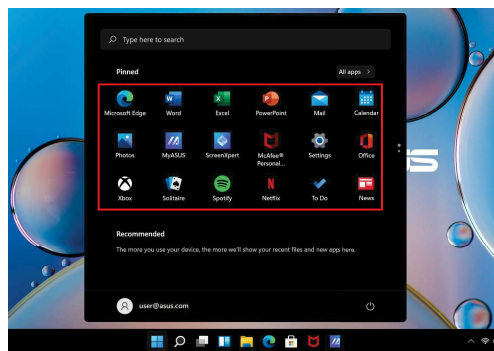 Type here to search
Pinned
All apps >
Microsoft Edge
Word
Excel
PowerPoint
Mail
Calendar
Photos
MyASUS
ScreenXpert
McAfee®
Personal...
Settings
Office
Xbox
Solitaire
Spotify
Netflix
To Do
News
Recommended
The more you use your device, the more we'll show your recent files and new apps here.
user@asus.com